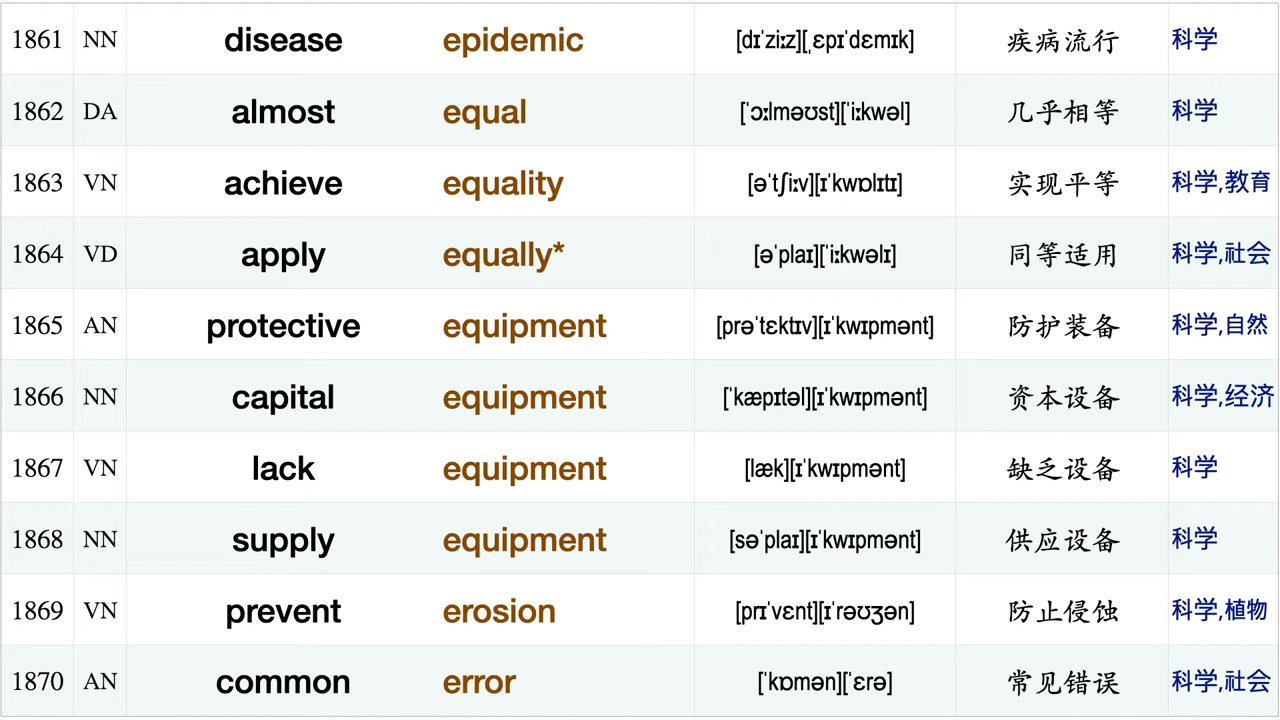 1861 NN disease epidemic [dɪˈziːz][ˌɛpɪˈdɛmɪk] 疾病流行 科学
1862 DA almost equal [ˈɔːlməʊst][ˈiːkwəl] 几乎相等 科学
1863 VN achieve equality [əˈtʃiːv][ɪˈkwɒlɪtɪ] 实现平等 科学,教育
1864 VD apply equally* [əˈplaɪ][ˈiːkwəlɪ] 同等适用 科学,社会
1865 AN protective equipment [prəˈtɛktɪv][ɪˈkwɪpmənt] 防护装备 科学,自然
1866 NN capital equipment [ˈkæpɪtəl][ɪˈkwɪpmənt] 资本设备 科学,经济
1867 VN lack equipment [læk][ɪˈkwɪpmənt] 缺乏设备 科学
1868 NN supply equipment [səˈplaɪ][ɪˈkwɪpmənt] 供应设备 科学
1869 VN prevent erosion [prɪˈvɛnt][ɪˈrəʊʒən] 防止侵蚀 科学,植物
1870 AN common error [ˈkɒmən][ˈɛrə] 常见错误 科学,社会